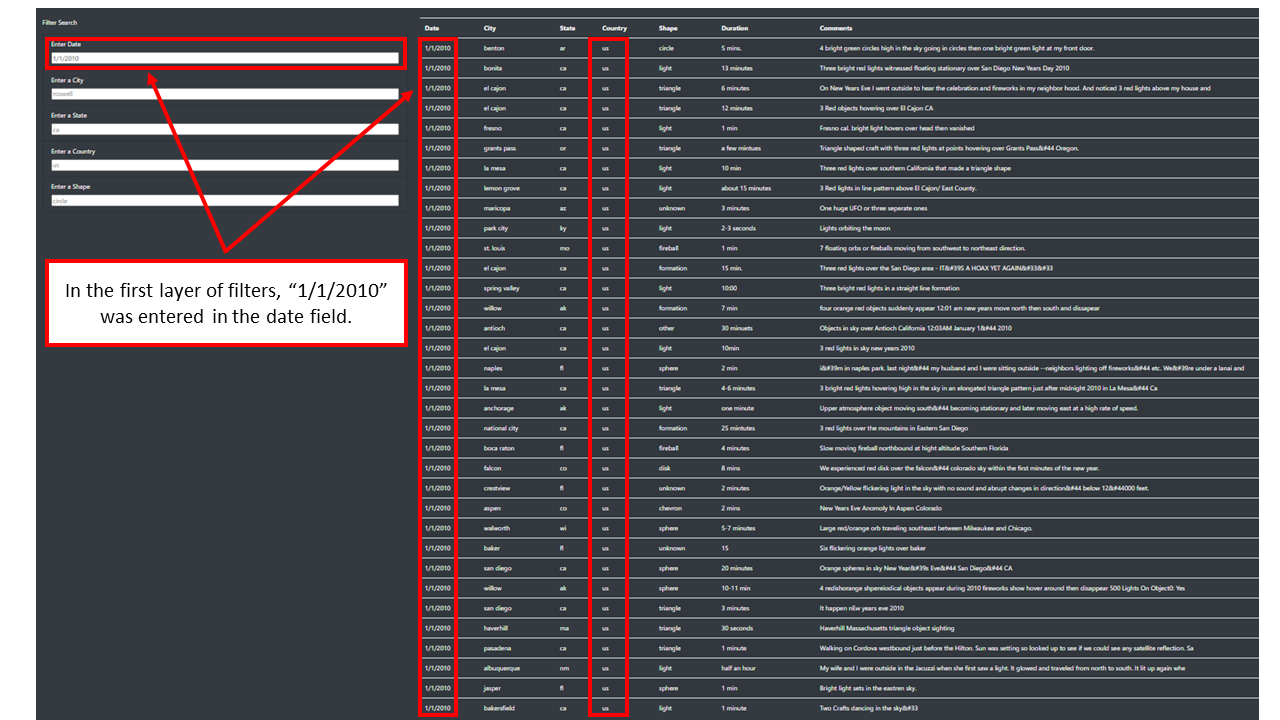 Filter Search
Enter Date
1/1/2010
Enter a City
roswell
Enter a State
ca
Enter a Country
us
Enter a Shape
circle
In the first layer of filters, “1/1/2010”
was entered in the date field.
Date City State Country Shape Duration Comments
1/1/2010 benton ar us circle 5 mins. 4 bright green circles high in the sky going in circles then one bright green light at my front door.
1/1/2010 bonita ca us light 13 minutes Three bright red lights witnessed floating stationary over San Diego New Years Day 2010
1/1/2010 el cajon ca us triangle 6 minutes On New Years Eve I went outside to hear the celebration and fireworks in my neighbor hood. And noticed 3 red lights above my house and
1/1/2010 el cajon ca us triangle 12 minutes 3 Red objects hovering over El Cajon CA
1/1/2010 fresno ca us light 1 min Fresno cal. bright light hovers over head then vanished
1/1/2010 grants pass or us triangle a few mintues Triangle shaped craft with three red lights at points hovering over Grants Pass&#44 Oregon.
1/1/2010 la mesa ca us light 10 min Three red lights over southern California that made a triangle shape
1/1/2010 lemon grove ca us light about 15 minutes 3 Red lights in line pattern above El Cajon/ East County.
1/1/2010 maricopa az us unknown 3 minutes One huge UFO or three seperate ones
1/1/2010 park city ky us light 2-3 seconds Lights orbiting the moon
1/1/2010 st. louis mo us fireball 1 min 7 floating orbs or fireballs moving from southwest to northeast direction.
1/1/2010 el cajon ca us formation 15 min. Three red lights over the San Diego area - IT&#39S A HOAX YET AGAIN&#33&#33
1/1/2010 spring valley ca us light 10:00 Three bright red lights in a straight line formation
1/1/2010 willow ak us formation 7 min four orange red objects suddenly appear 12:01 am new years move north then south and dissapear
1/1/2010 antioch ca us other 30 minuets Objects in sky over Antioch California 12:03AM January 1&#44 2010
1/1/2010 el cajon ca us light 10min 3 red lights in sky new years 2010
1/1/2010 naples fl us sphere 2 min i&#39m in naples park. last night&#44 my husband and I were sitting outside --neighbors lighting off fireworks&#44 etc. We&#39re under a lanai and
1/1/2010 la mesa ca us triangle 4-6 minutes 3 bright red lights hovering high in the sky in an elongated triangle pattern just after midnight 2010 in La Mesa&#44 Ca
1/1/2010 anchorage ak us light one minute Upper atmosphere object moving south&#44 becoming stationary and later moving east at a high rate of speed.
1/1/2010 national city ca us formation 25 mintutes 3 red lights over the mountains in Eastern San Diego
1/1/2010 boca raton fl us fireball 4 minutes Slow moving fireball northbound at hight altitude Southern Florida
1/1/2010 falcon co us disk 8 mins We experienced red disk over the falcon&#44 colorado sky within the first minutes of the new year.
1/1/2010 crestview fl us unknown 2 minutes Orange/Yellow flickering light in the sky with no sound and abrupt changes in direction&#44 below 12&#44000 feet.
1/1/2010 aspen co us chevron 2 mins New Years Eve Anomoly In Aspen Colorado
1/1/2010 walworth wi us sphere 5-7 minutes Large red/orange orb traveling southeast between Milwaukee and Chicago.
1/1/2010 baker fl us unknown 15 Six flickering orange lights over baker
1/1/2010 san diego ca us sphere 20 minutes Orange spheres in sky New Year&#39s Eve&#44 San Diego&#44 CA
1/1/2010 willow ak us sphere 10-11 min 4 redishorange shpereiodical objects appear during 2010 fireworks show hover around then disappear 500 Lights On Object0: Yes
1/1/2010 san diego ca us triangle 3 minutes It happen nEw years eve 2010
1/1/2010 haverhill ma us triangle 30 seconds Haverhill Massachusetts triangle object sighting
1/1/2010 pasadena ca us triangle 1 minute Walking on Cordova westbound just before the Hilton. Sun was setting so looked up to see if we could see any satellite reflection. Sa
1/1/2010 albuquerque nm us light half an hour My wife and I were outside in the Jacuzzi when she first saw a light. It glowed and traveled from north to south. It lit up again whe
1/1/2010 jasper fl us sphere 1 min Bright light sets in the eastren sky.
1/1/2010 bakersfield ca us light 1 minute Two Crafts dancing in the sky&#33